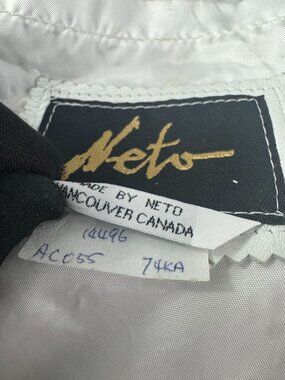 Neto
MADE BY NETO
VANCOUVER CANADA
14496
AC055 74KA